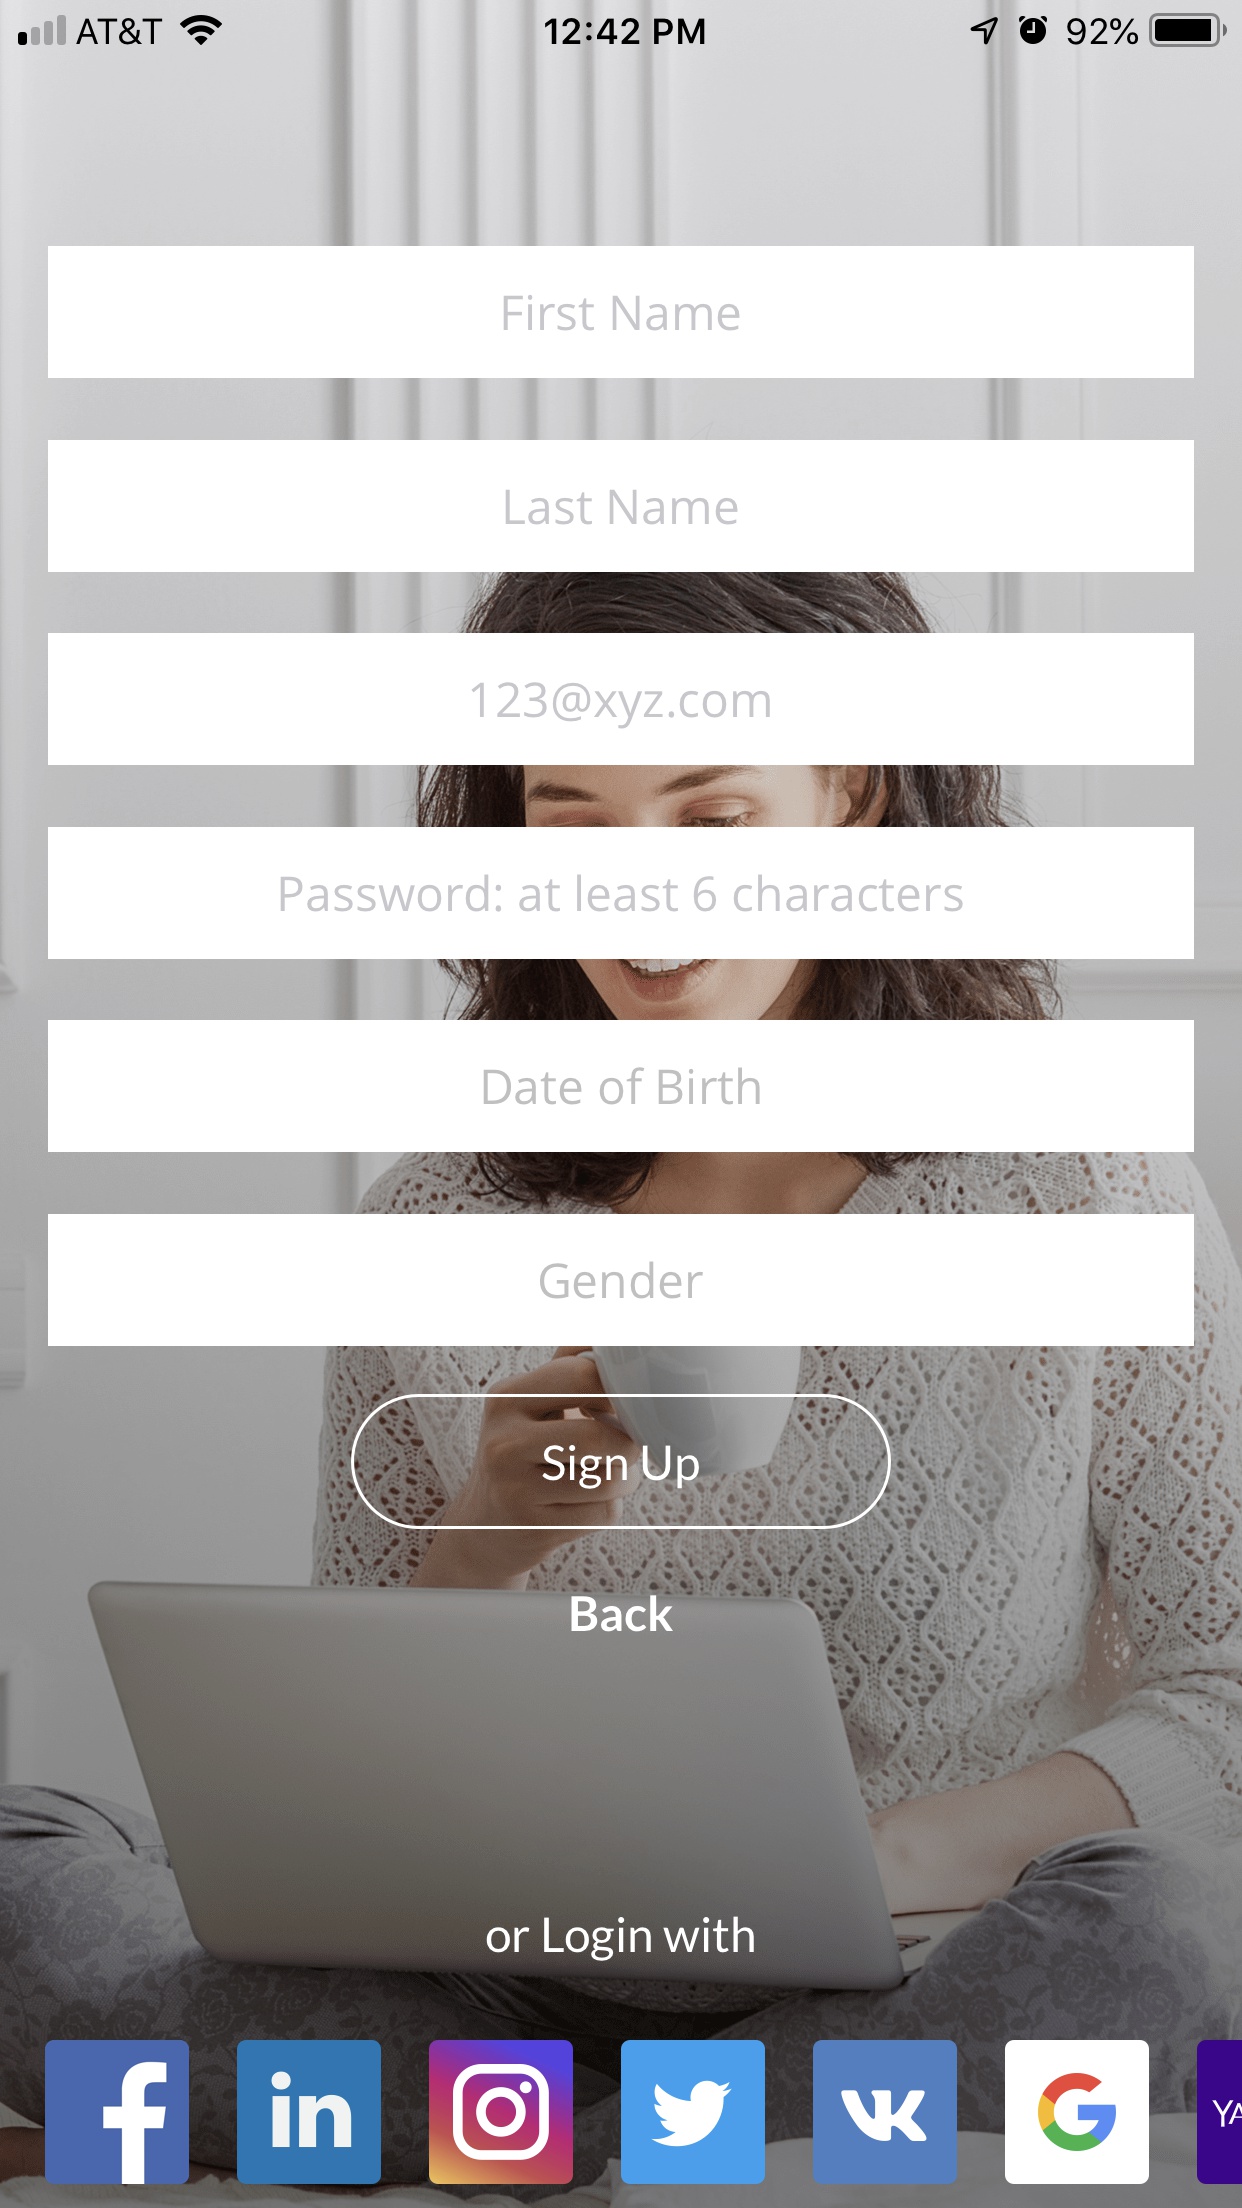 AT&T 12:42 PM 92%
First Name
Last Name
123@xyz.com
Password: at least 6 characters
Date of Birth
Gender
Sign Up
Back
or Login with
f in VK G YA